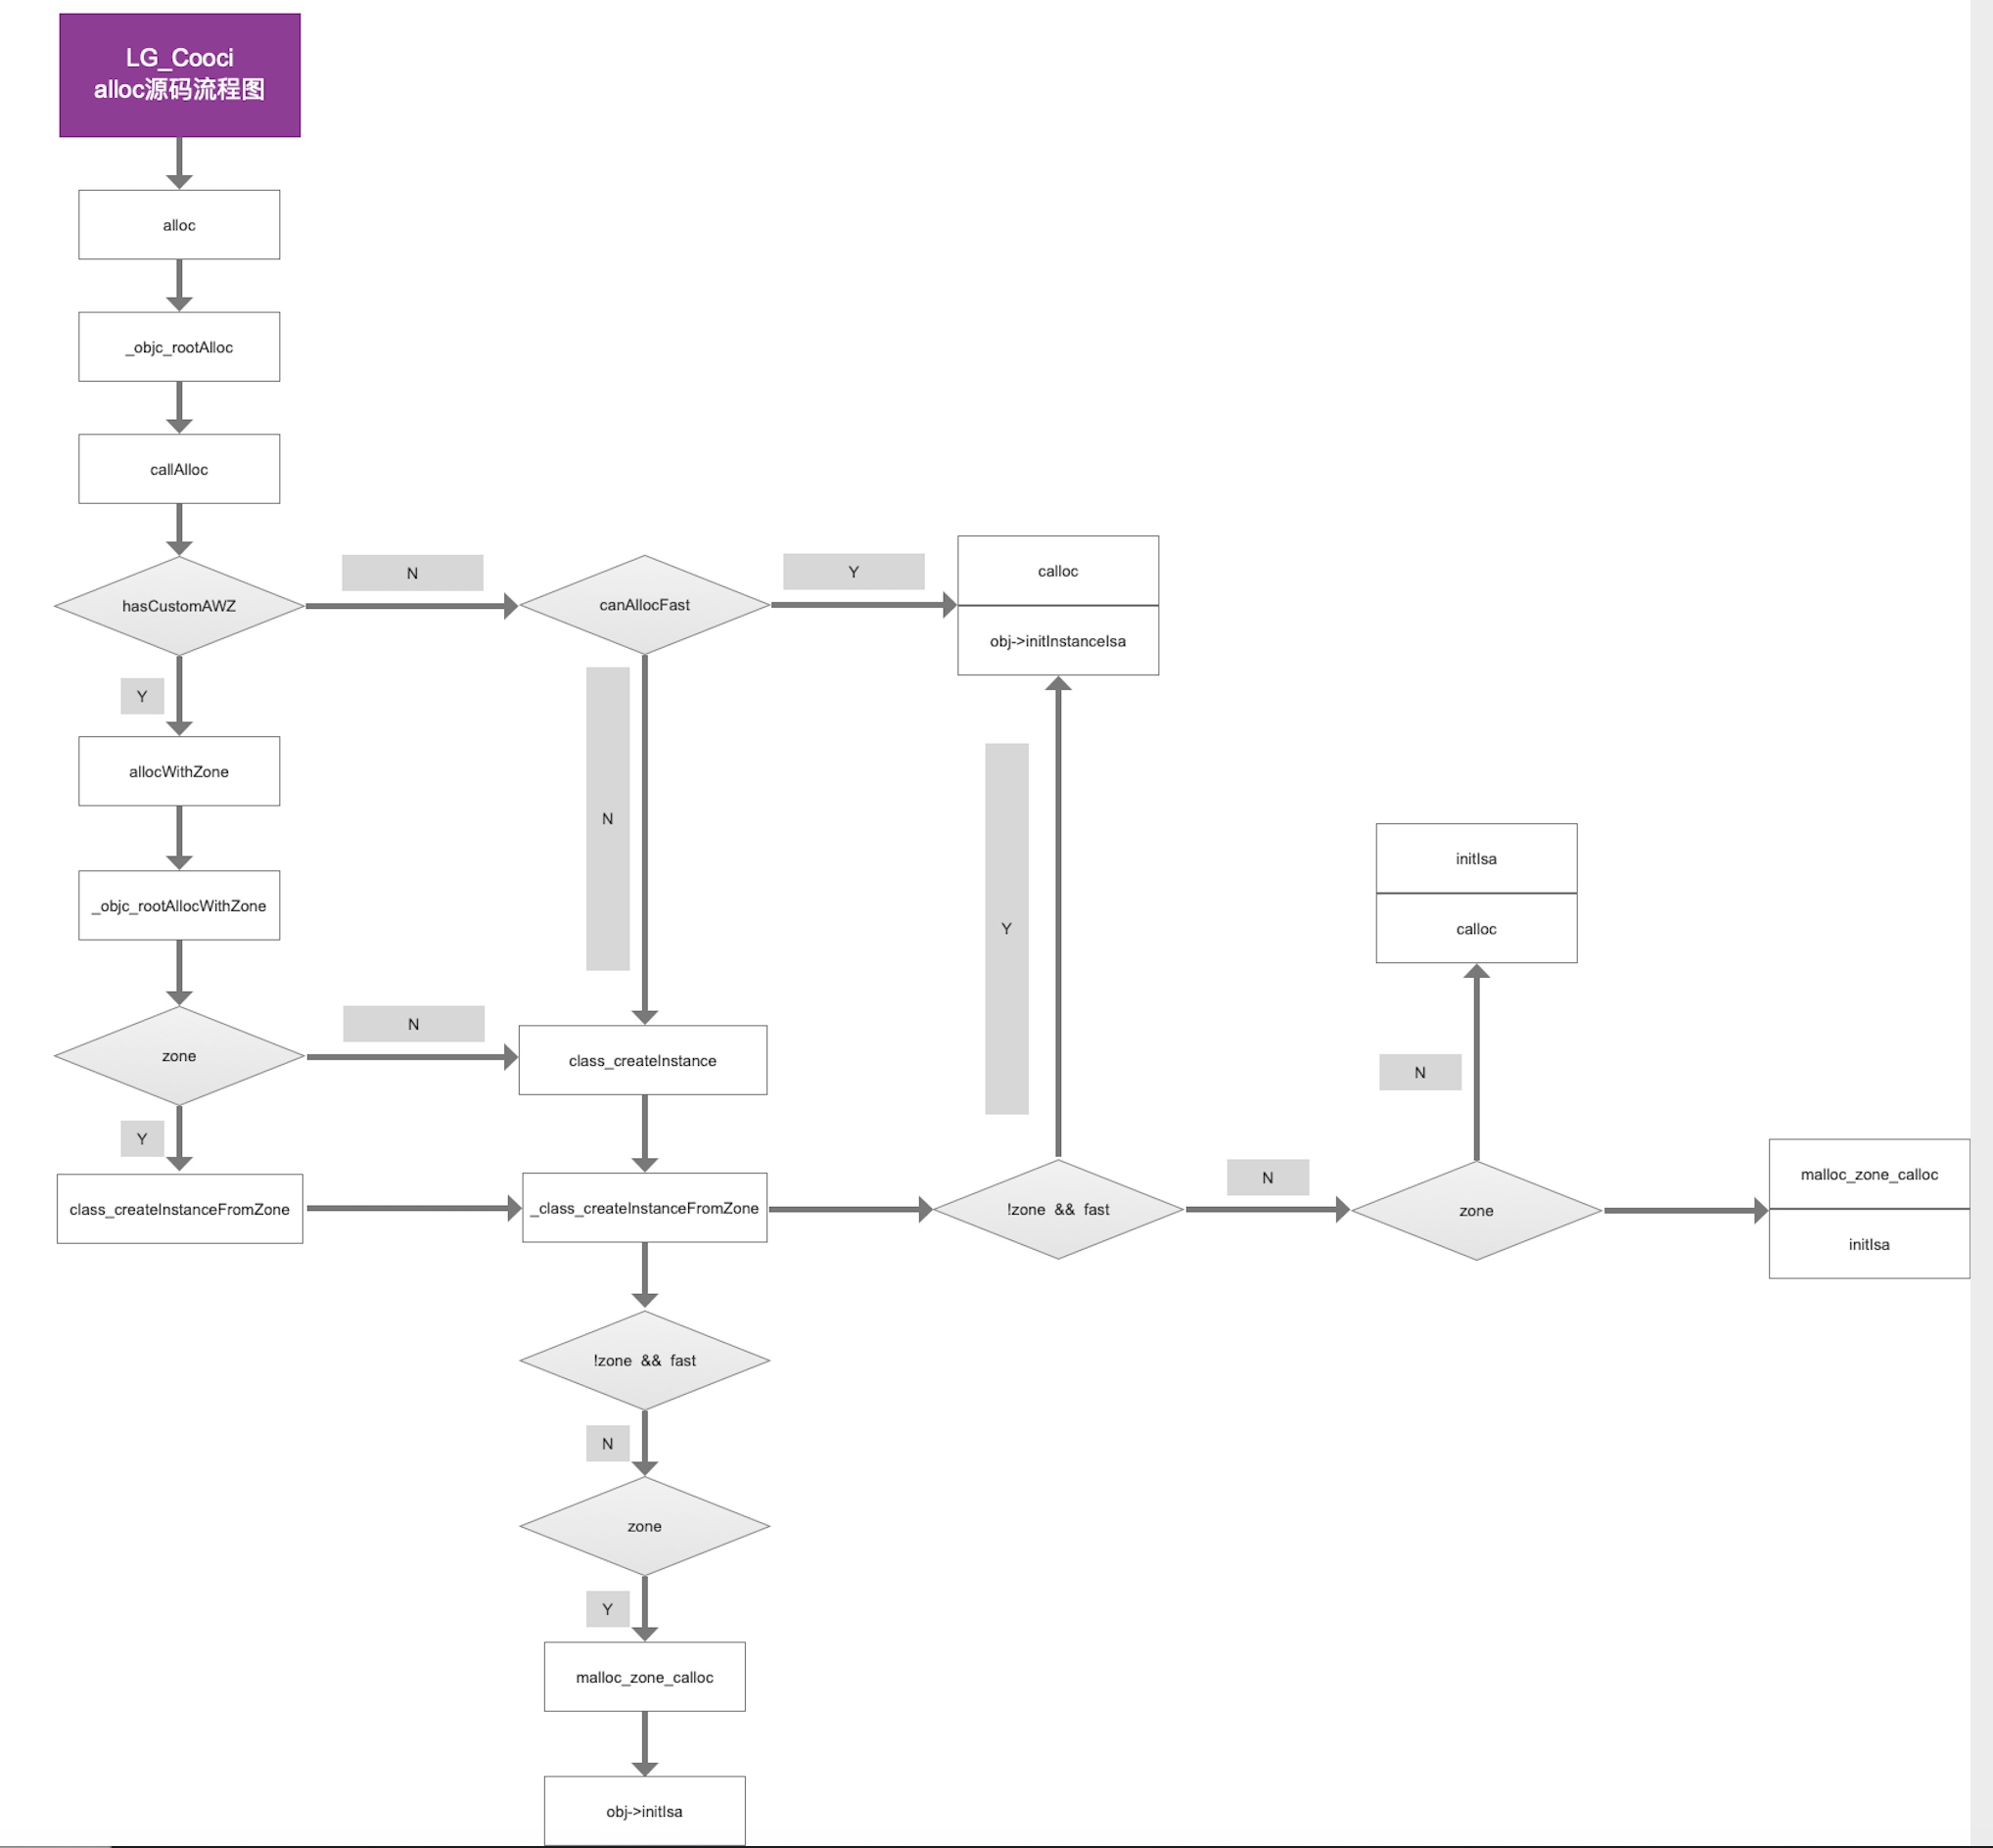 LG_Cooci
alloc源码流程图
alloc
_objc_rootAlloc
callAlloc
hasCustomAWZ
N
canAllocFast
Y
calloc
obj->initInstanceIsa
Y
allocWithZone
N
Y
initIsa
calloc
_objc_rootAllocWithZone
zone
N
class_createInstance
N
Y
class_createInstanceFromZone
_class_createInstanceFromZone
!zone && fast
N
zone
malloc_zone_calloc
initIsa
!zone && fast
N
zone
Y
malloc_zone_calloc
obj->initIsa